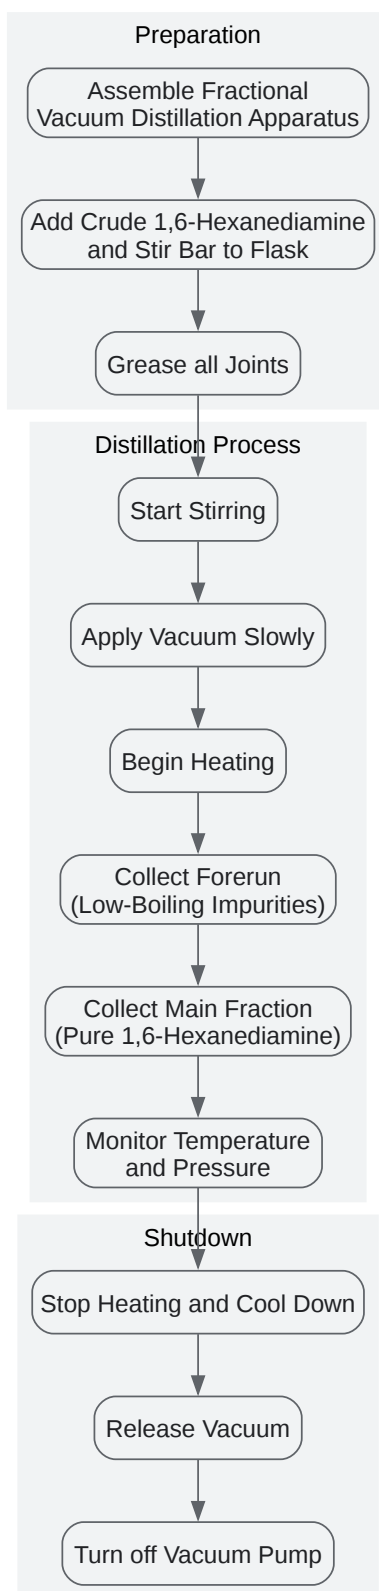 Preparation
Assemble Fractional
Vacuum Distillation Apparatus
Add Crude 1,6-Hexanediamine
and Stir Bar to Flask
Grease all Joints
Distillation Process
Start Stirring
Apply Vacuum Slowly
Begin Heating
Collect Forerun
(Low-Boiling Impurities)
Collect Main Fraction
(Pure 1,6-Hexanediamine)
Monitor Temperature
and Pressure
Shutdown
Stop Heating and Cool Down
Release Vacuum
Turn off Vacuum Pump